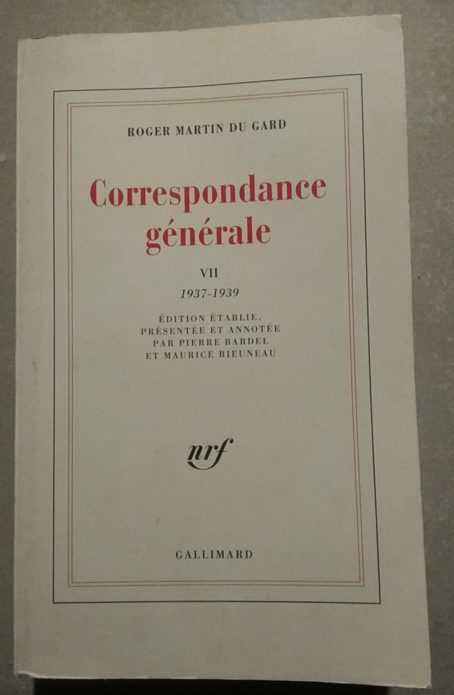 ROGER MARTIN DU GARD
Correspondance
générale
VII
1937-1939
ÉDITION ÉTABLIE,
PRÉSENTÉE ET ANNOTÉE
PAR PIERRE BARDEL
ET MAURICE RIEUNEAU
nrf
GALLIMARD